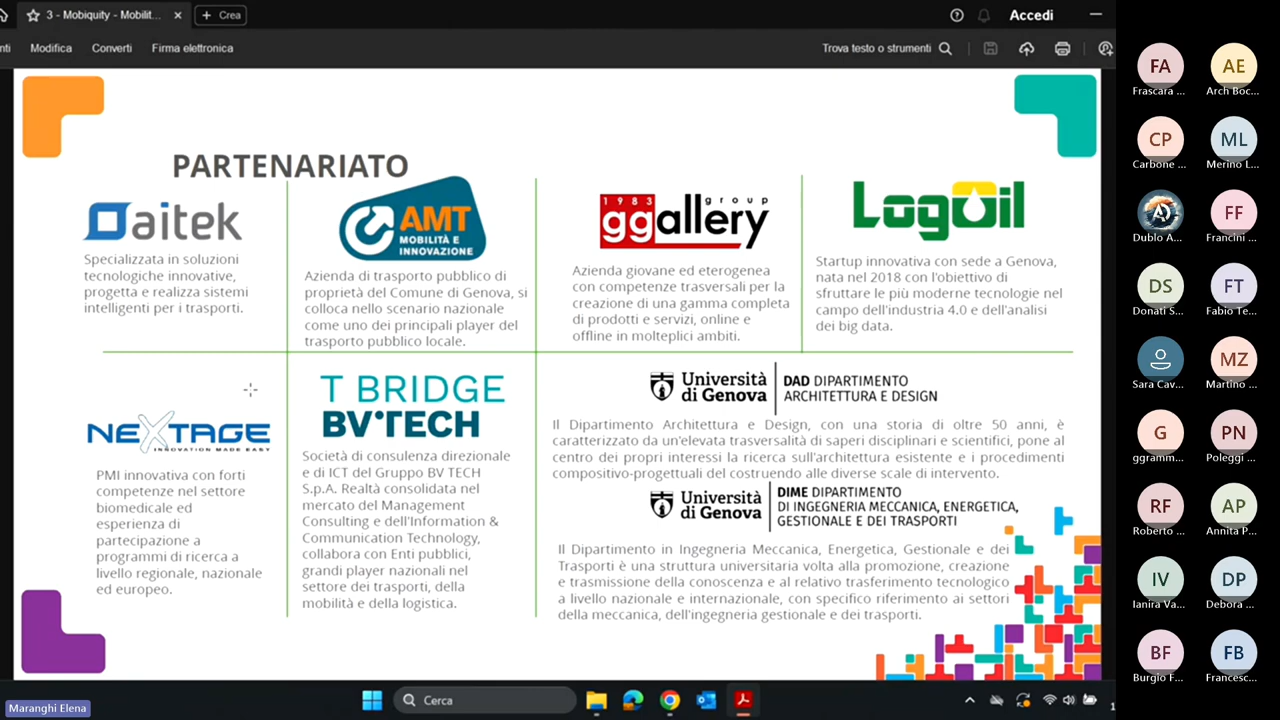 3 - Mobiquity - Mobilit...
Crea
Accedi
nti
Modifica
Converti
Firma elettronica
Trova testo o strumenti
PARTENARIATO
aitek
Specializzata in soluzioni
tecnologiche innovative,
progetta e realizza sistemi
intelligenti per i trasporti.
AMT
MOBILITÀ E
INNOVAZIONE
Azienda di trasporto pubblico di
proprietà del Comune di Genova, si
colloca nello scenario nazionale
come uno dei principali player del
trasporto pubblico locale.
1983 group
ggallery
Azienda giovane ed eterogenea
con competenze trasversali per la
creazione di una gamma completa
di prodotti e servizi, online e
offline in molteplici ambiti.
LogOil
Startup innovativa con sede a Genova,
nata nel 2018 con l'obiettivo di
sfruttare le più moderne tecnologie nel
campo dell'industria 4.0 e dell'analisi
dei big data.
NEXTAGE
INNOVATION MADE EASY
PMI innovativa con forti
competenze nel settore
biomedicale ed
esperienza di
partecipazione a
programmi di ricerca a
livello regionale, nazionale
ed europeo.
T BRIDGE
BVTECH
Società di consulenza direzionale
e di ICT del Gruppo BV TECH
S.p.A. Realtà consolidata nel
mercato del Management
Consulting e dell'Information &
Communication Technology,
collabora con Enti pubblici,
grandi player nazionali nel
settore dei trasporti, della
mobilità e della logistica.
Università
di Genova
DAD DIPARTIMENTO
ARCHITETTURA E DESIGN
Il Dipartimento Architettura e Design, con una storia di oltre 50 anni, è
caratterizzato da un'elevata trasversalità di saperi disciplinari e scientifici, pone al
centro dei propri interessi la ricerca sull'architettura esistente e i procedimenti
compositivo-progettuali del costruendo alle diverse scale di intervento.
Università
di Genova
DIME DIPARTIMENTO
DI INGEGNERIA MECCANICA, ENERGETICA,
GESTIONALE E DEI TRASPORTI
Il Dipartimento in Ingegneria Meccanica, Energetica, Gestionale e dei
Trasporti è una struttura universitaria volta alla promozione, creazione
e trasmissione della conoscenza e al relativo trasferimento tecnologico
a livello nazionale e internazionale, con specifico riferimento ai settori
della meccanica, dell'ingegneria gestionale e dei trasporti.
Cerca
1
Maranghi Elena
FA AE
Frascara ... Arch Boc...
CP ML
Carbone ... Merino L...
FF
Dublo A... Francini ...
DS FT
Donati S... Fabio Te...
MZ
Sara Cav... Martino ...
G PN
ggramm... Poleggi ...
RF AP
Roberto ... Annita P...
IV DP
Ianira Va... Debora ...
BF FB
Burgio F... Francesc...